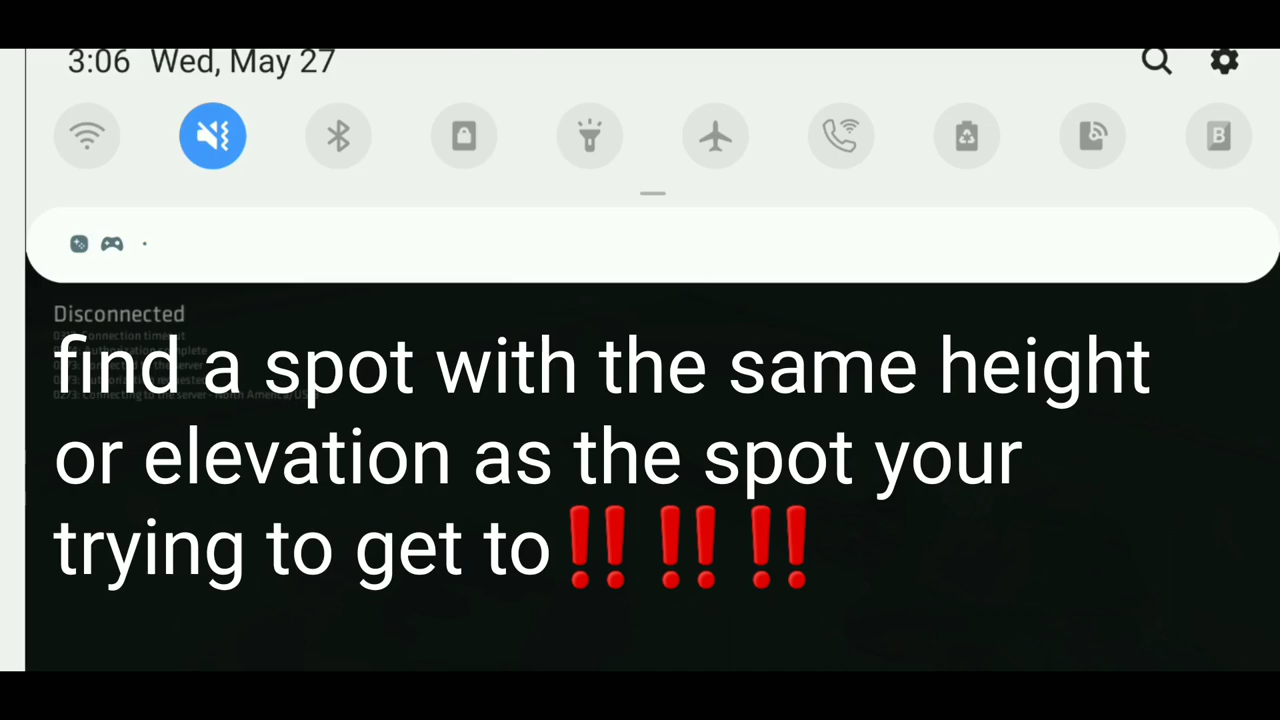 3:06 Wed, May 27
B
Disconnected
find a spot with the same height
or elevation as the spot your
trying to get to‼️‼️‼️